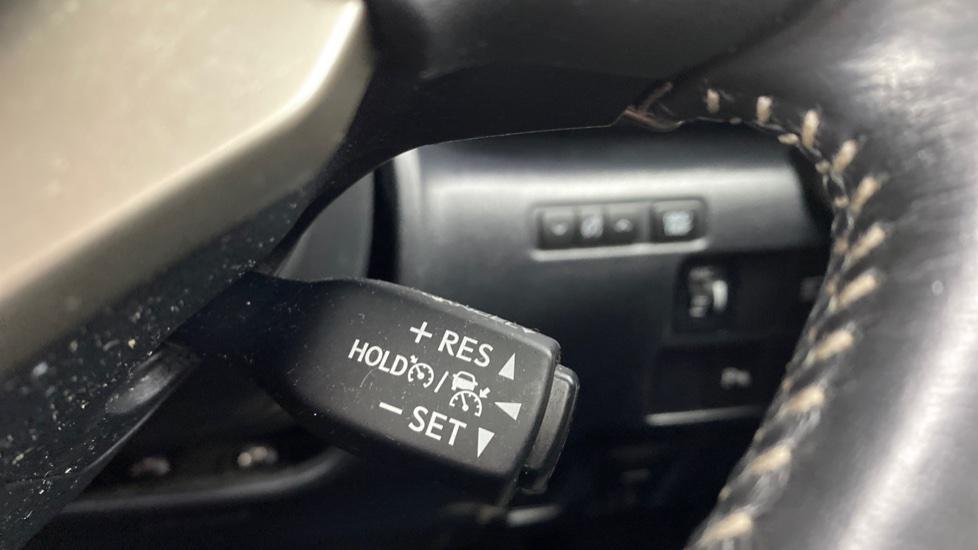 + RES
HOLD /
− SET